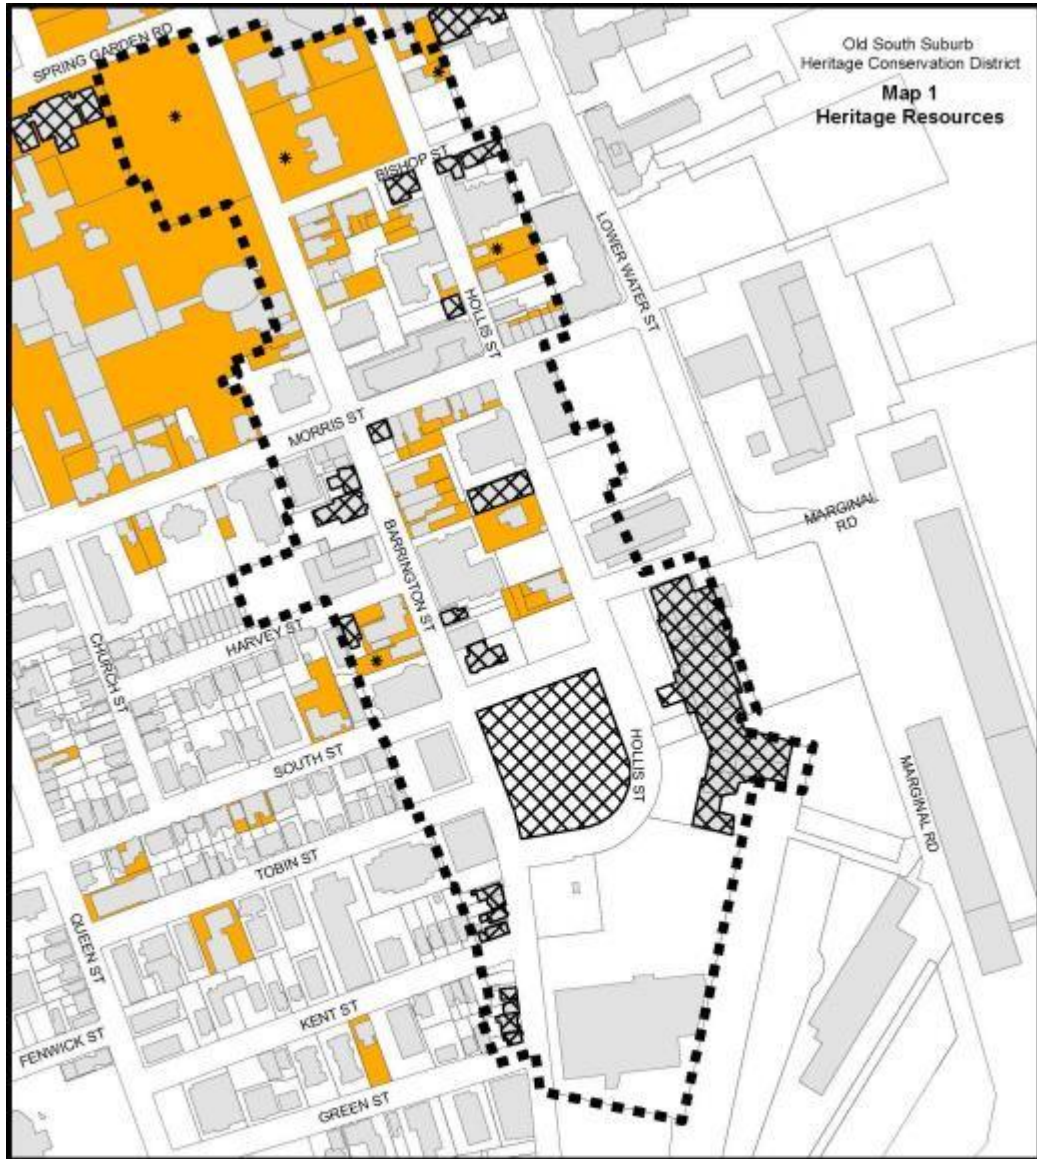 Old South Suburb
Heritage Conservation District
Map 1
Heritage Resources
SPRING GARDEN RD
BISHOP ST
LOWER WATER ST
HOLLIS ST
MORRIS ST
MARGINAL
RD
BARRINGTON ST
HARVEY ST
CHURCH ST
SOUTH ST
HOLLIS ST
MARGINAL RD
TOBIN ST
QUEEN ST
KENT ST
FENWICK ST
GREEN ST